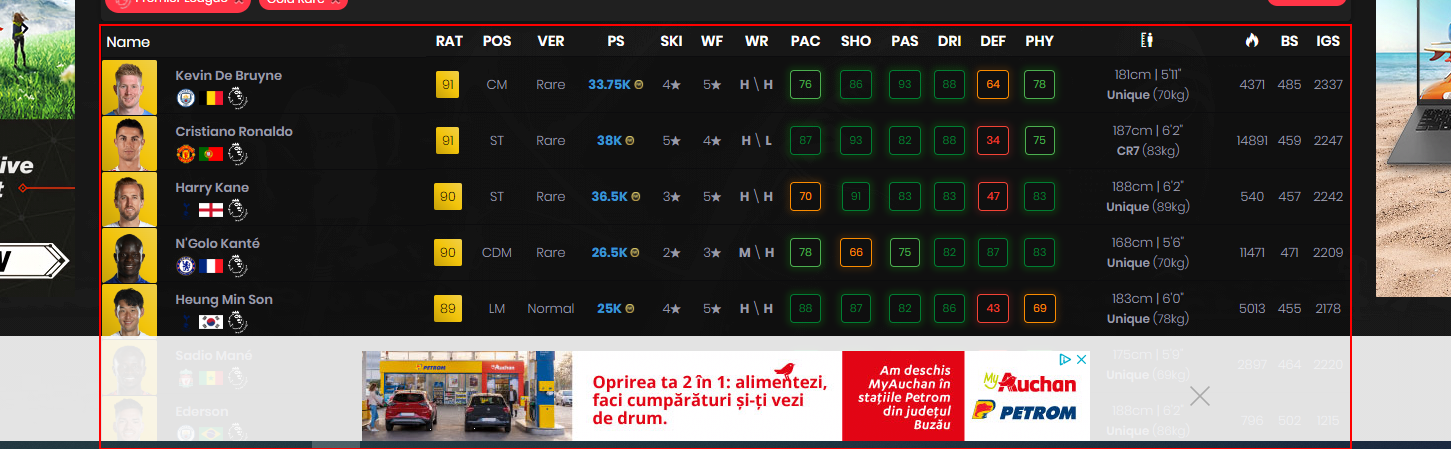 Premier League
Gold Rare
Name RAT POS VER PS SKI WF WR PAC SHO PAS DRI DEF PHY BS IGS
Kevin De Bruyne 91 CM Rare 33.75K 4★ 5★ H \ H 76 86 93 88 64 78 181cm | 5'11" Unique (70kg) 4371 485 2337
Cristiano Ronaldo 91 ST Rare 38K 5★ 4★ H \ L 87 93 82 88 34 75 187cm | 6'2" CR7 (83kg) 14891 459 2247
Harry Kane 90 ST Rare 36.5K 3★ 5★ H \ H 70 91 83 83 47 83 188cm | 6'2" Unique (89kg) 540 457 2242
N'Golo Kanté 90 CDM Rare 26.5K 2★ 3★ M \ H 78 66 75 82 87 83 168cm | 5'6" Unique (70kg) 11471 471 2209
Heung Min Son 89 LM Normal 25K 4★ 5★ H \ H 88 87 82 86 43 69 183cm | 6'0" Unique (78kg) 5013 455 2178
Sadio Mané 175cm | 5'9" Unique (69kg) 464 2220
Ederson 188cm | 6'2" Unique
ive
t
Oprirea ta 2 în 1: alimentezi,
faci cumpărături și-ți vezi
de drum.
Am deschis
MyAuchan în
stațiile Petrom
din județul
Buzău
MyAuchan
PETROM